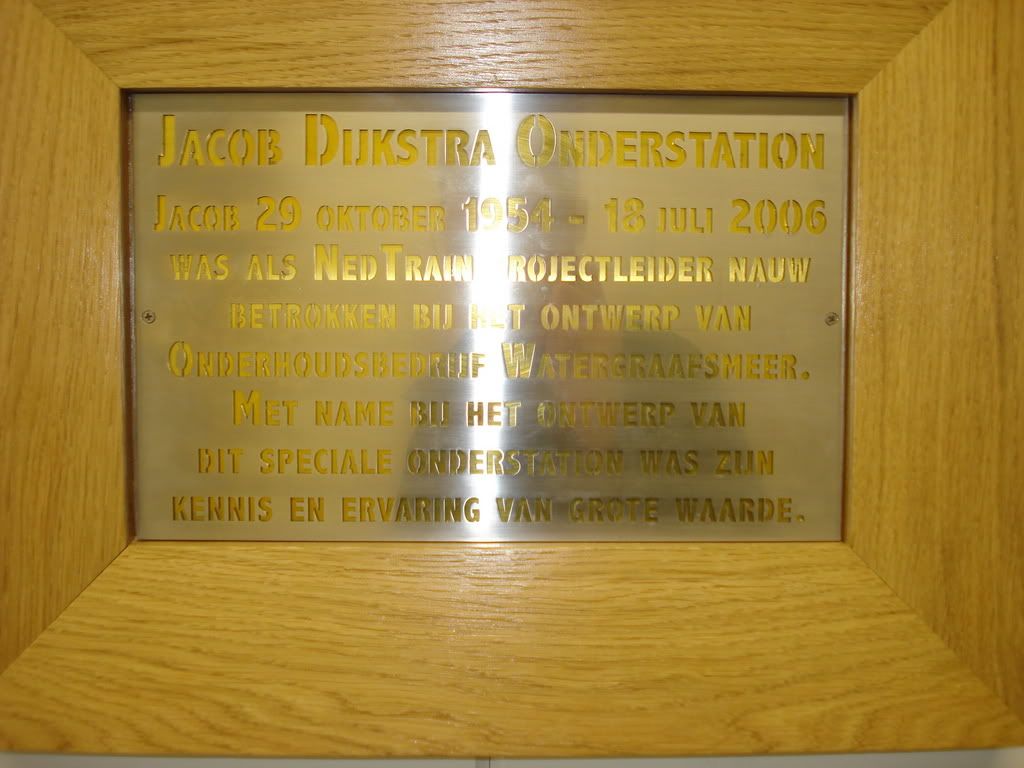 Jacob Dijkstra Onderstation
Jacob 29 oktober 1954 - 18 juli 2006
was als NedTrain projectleider nauw
betrokken bij het ontwerp van
Onderhoudsbedrijf Watergraafsmeer.
Met name bij het ontwerp van
dit speciale onderstation was zijn
kennis en ervaring van grote waarde.